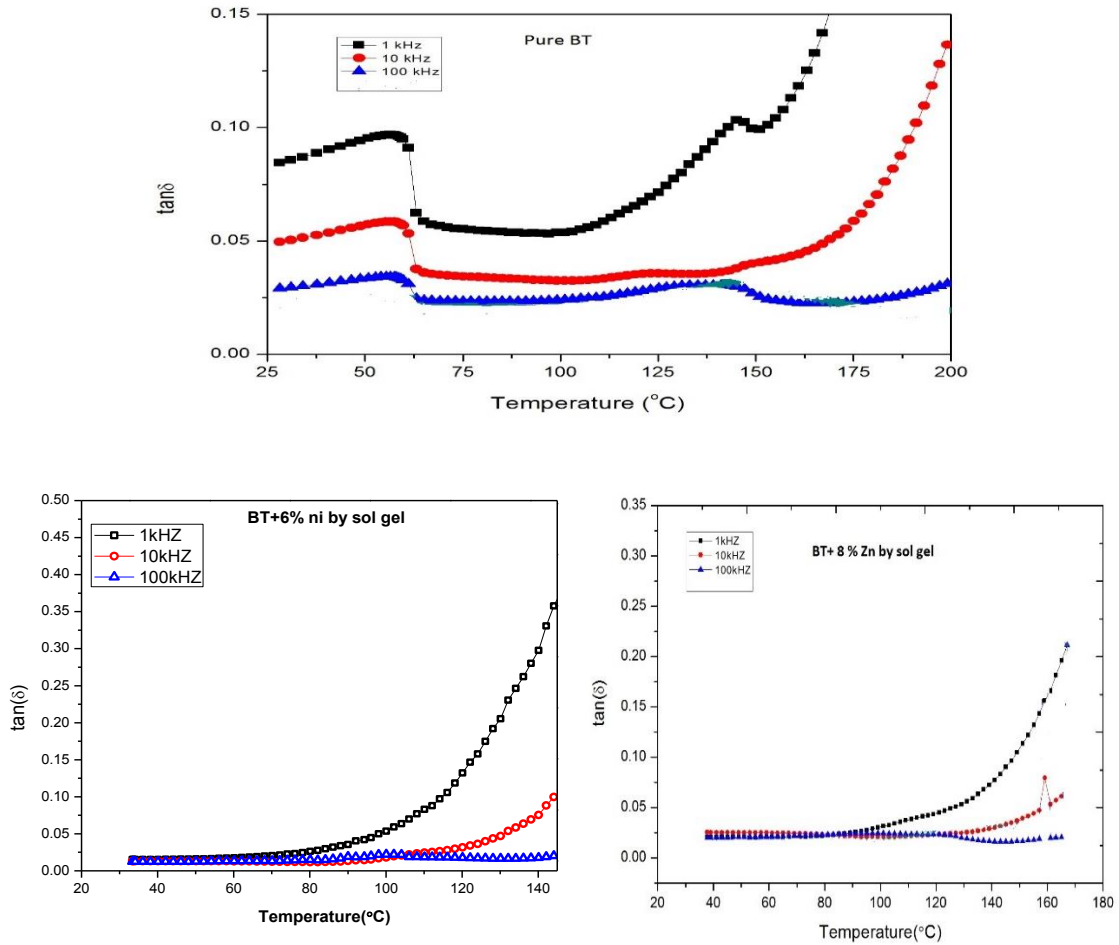 0.15
0.10
0.05
0.00
tanδ
Pure BT
1 kHz
10 kHz
100 kHz
25 50 75 100 125 150 175 200
Temperature (°C)
0.50
0.45
0.40
0.35
0.30
0.25
0.20
0.15
0.10
0.05
0.00
tan(δ)
BT+6% ni by sol gel
1kHZ
10kHZ
100kHZ
20 40 60 80 100 120 140
Temperature(°C)
0.35
0.30
0.25
0.20
0.15
0.10
0.05
0.00
tan(δ)
BT+ 8 % Zn by sol gel
1kHZ
10kHZ
100kHZ
20 40 60 80 100 120 140 160 180
Temperature(°C)